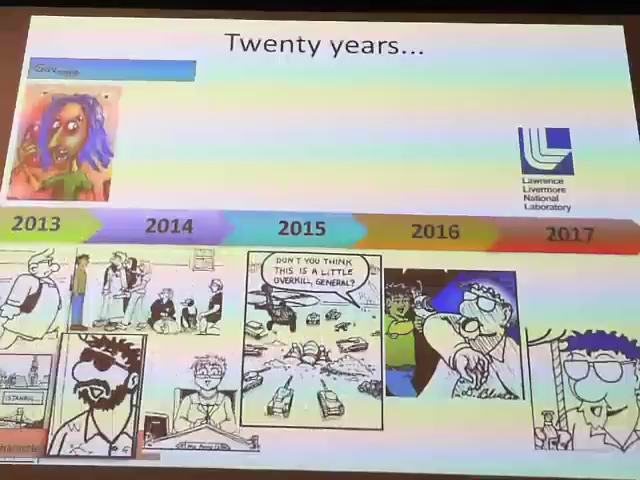 Twenty years...
Lawrence
Livermore
National
Laboratory
2013
2014
2015
2016
2017
DON'T YOU THINK
THIS IS A LITTLE
OVERKILL, GENERAL?
ISTANBUL